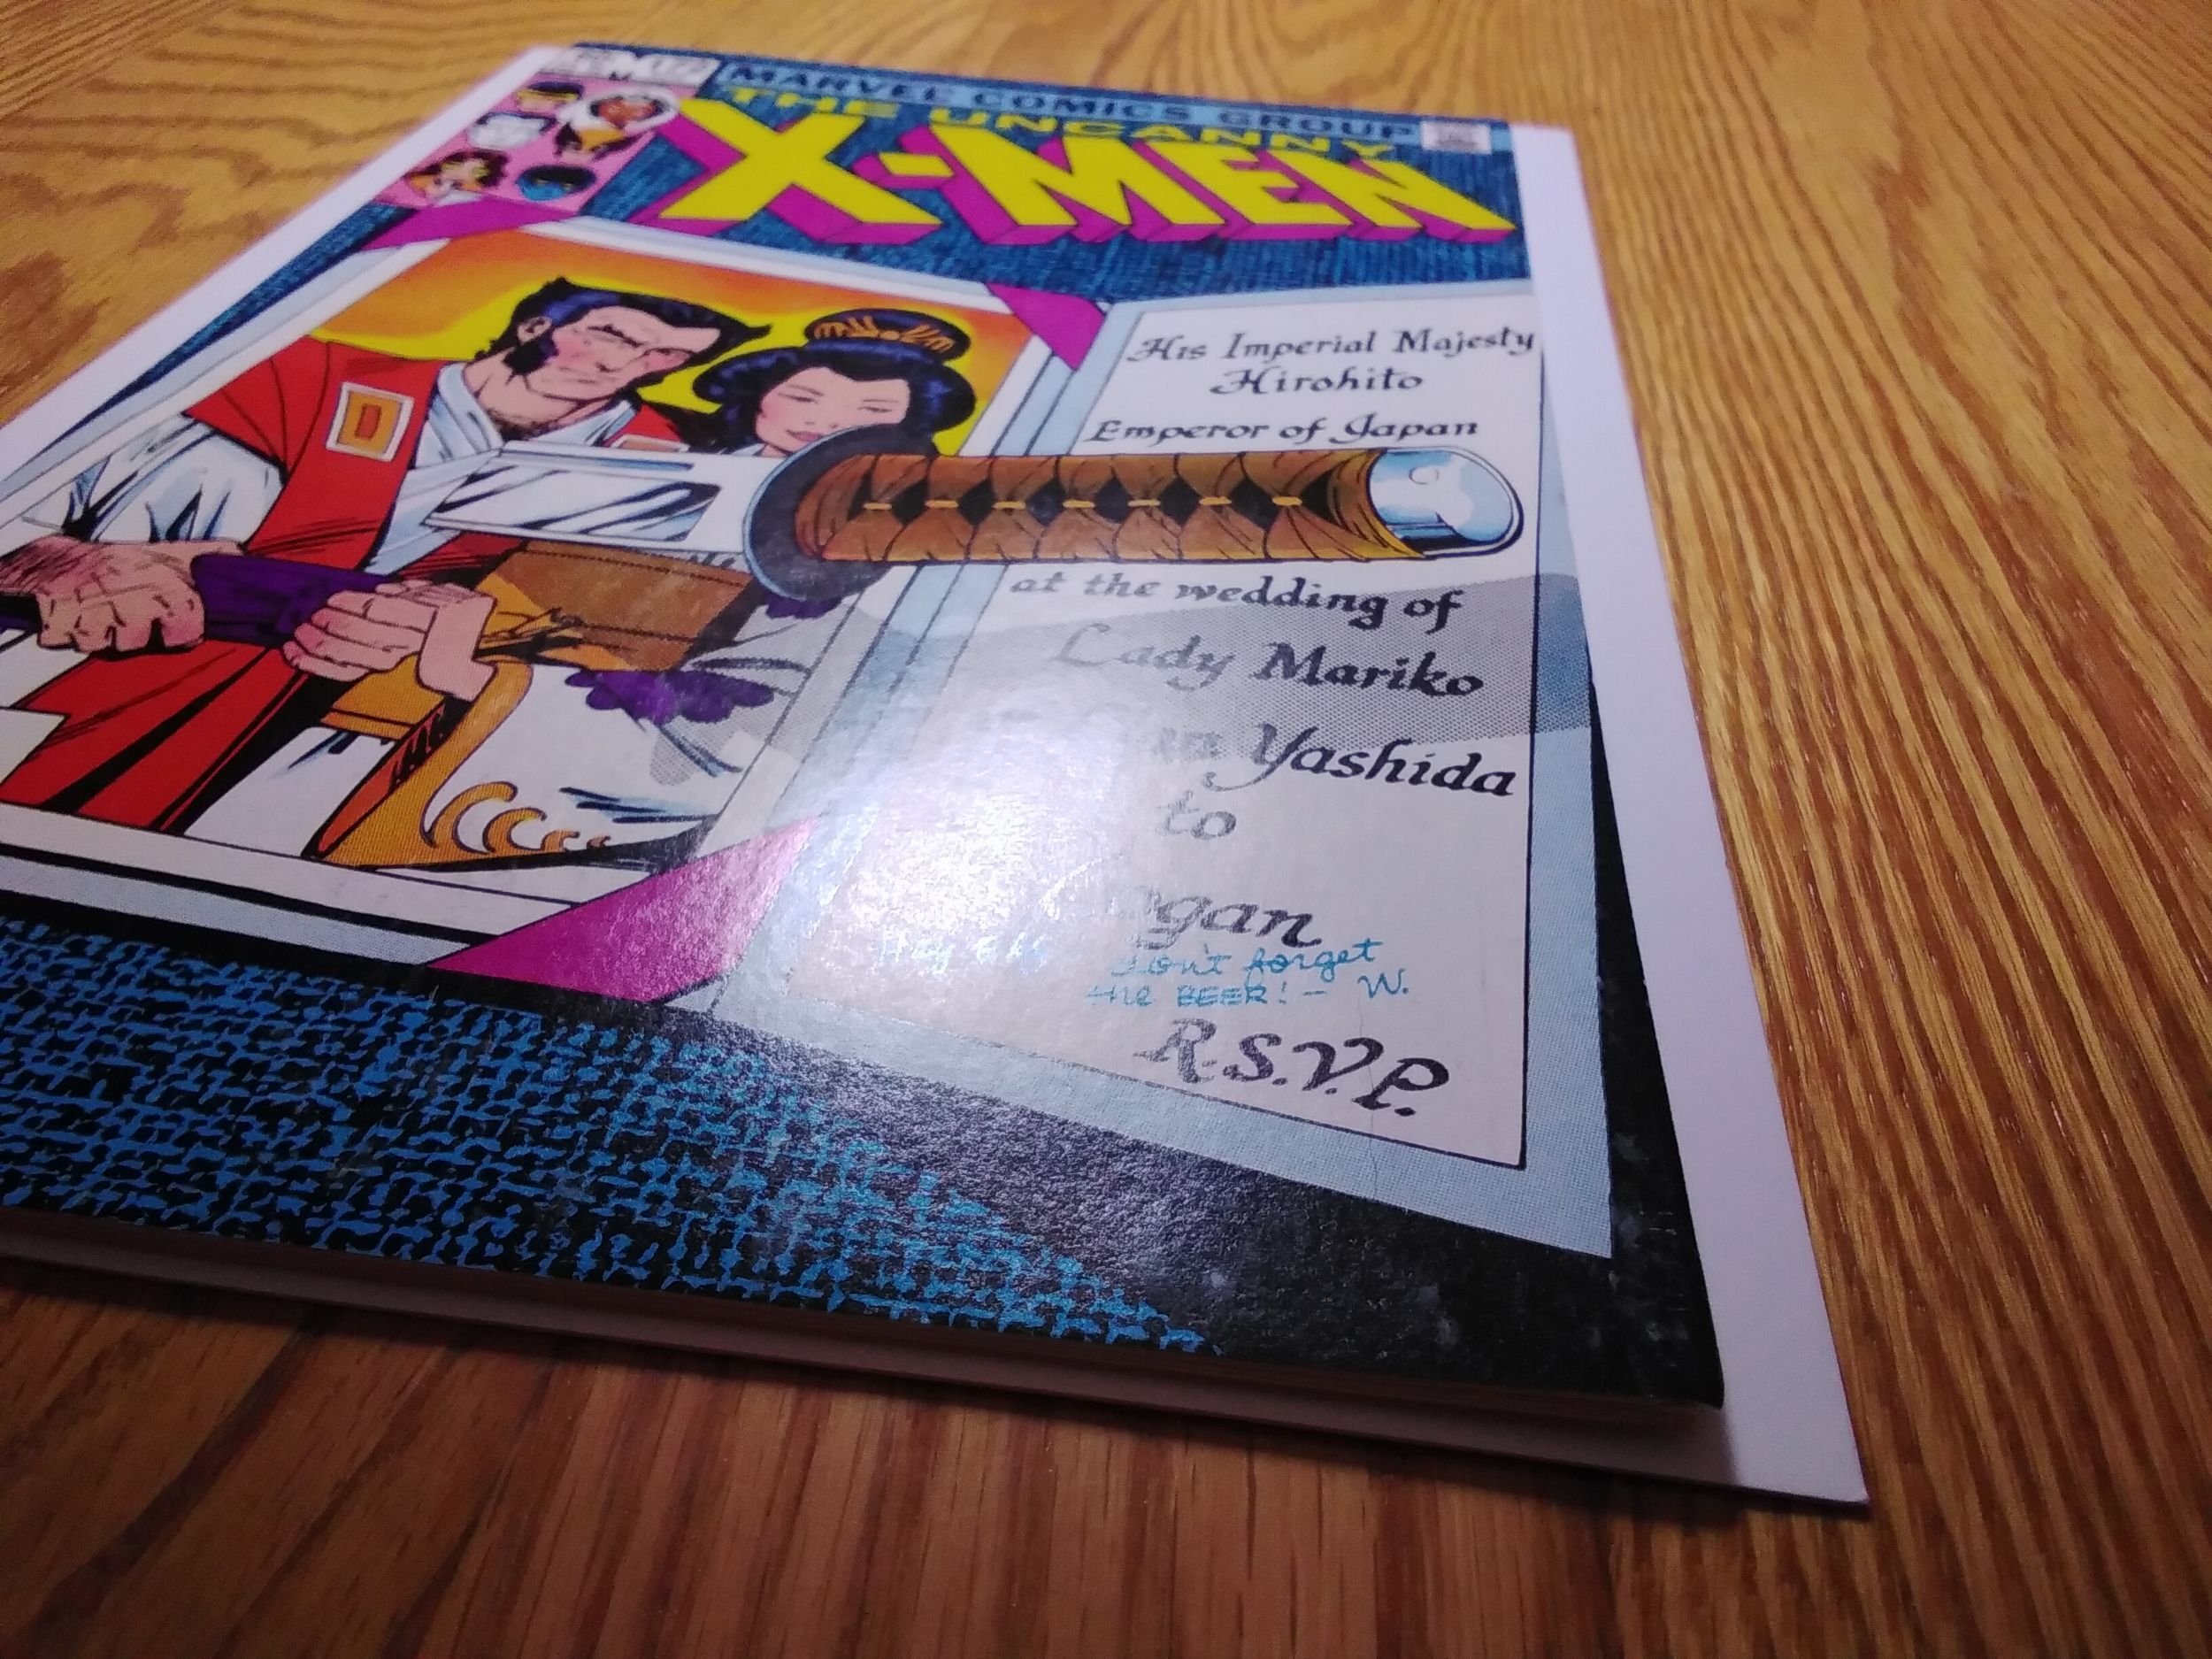 MARVEL COMICS GROUP
THE UNCANNY
X-MEN
His Imperial Majesty
Hirohito
Emperor of Japan
at the wedding of
Lady Mariko
Yashida
to
don't forget
the BEER! - W.
R.S.V.P.